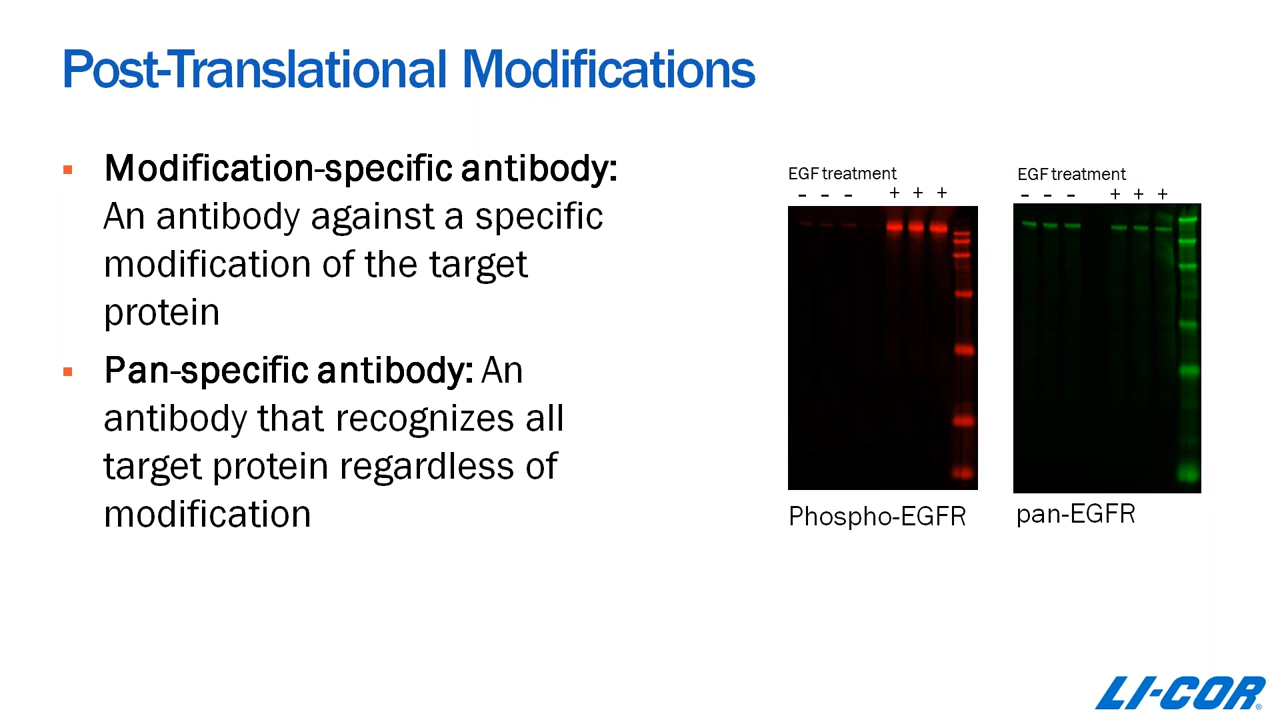 Post-Translational Modifications
▪ Modification-specific antibody:
An antibody against a specific
modification of the target
protein
▪ Pan-specific antibody: An
antibody that recognizes all
target protein regardless of
modification
EGF treatment
- - - + + +
Phospho-EGFR
EGF treatment
- - - + + +
pan-EGFR
LI-COR®